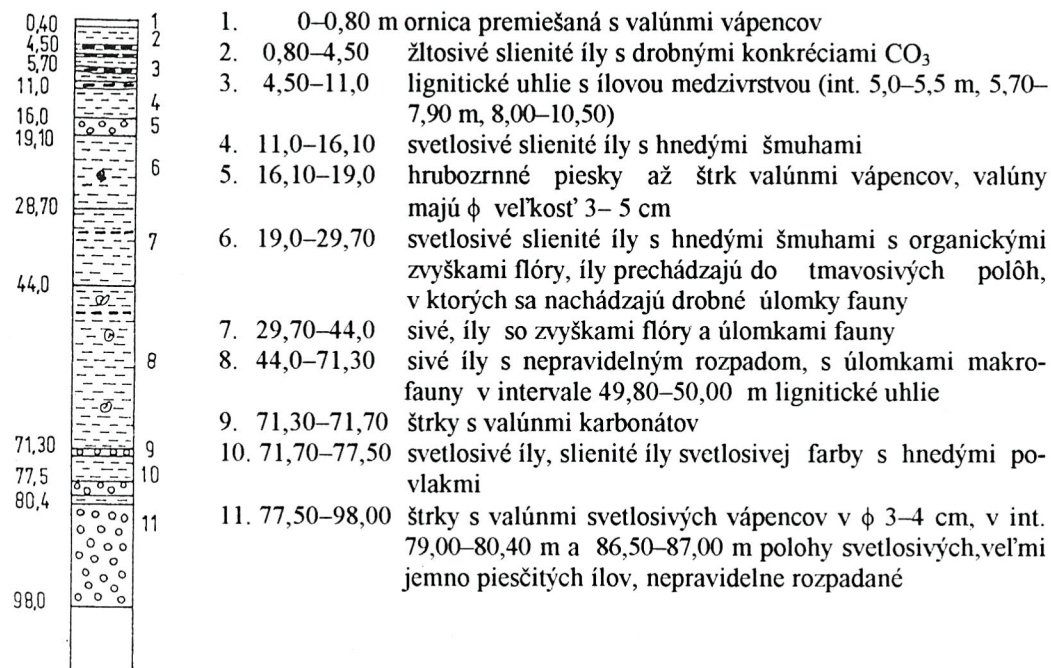 0,40
4,50
5,70
11,0
16,0
19,10
28,70
44,0
71,30
77,5
80,4
98,0
1
2
3
4
5
6
7
8
9
10
11
1. 0–0,80 m ornica premiešaná s valúnmi vápencov
2. 0,80–4,50 žltosivé slienité íly s drobnými konkréciami CO₃
3. 4,50–11,0 lignitické uhlie s ílovou medzivrstvou (int. 5,0–5,5 m, 5,70–
7,90 m, 8,00–10,50)
4. 11,0–16,10 svetlosivé slienité íly s hnedými šmuhami
5. 16,10–19,0 hrubozrnné piesky až štrk valúnmi vápencov, valúny
majú ϕ veľkosť 3– 5 cm
6. 19,0–29,70 svetlosivé slienité íly s hnedými šmuhami s organickými
zvyškami flóry, íly prechádzajú do tmavosivých polôh,
v ktorých sa nachádzajú drobné úlomky fauny
7. 29,70–44,0 sivé, íly so zvyškami flóry a úlomkami fauny
8. 44,0–71,30 sivé íly s nepravidelným rozpadom, s úlomkami makro-
fauny v intervale 49,80–50,00 m lignitické uhlie
9. 71,30–71,70 štrky s valúnmi karbonátov
10. 71,70–77,50 svetlosivé íly, slienité íly svetlosivej farby s hnedými po-
vlakmi
11. 77,50–98,00 štrky s valúnmi svetlosivých vápencov v ϕ 3–4 cm, v int.
79,00–80,40 m a 86,50–87,00 m polohy svetlosivých,veľmi
jemno piesčitých ílov, nepravidelne rozpadané